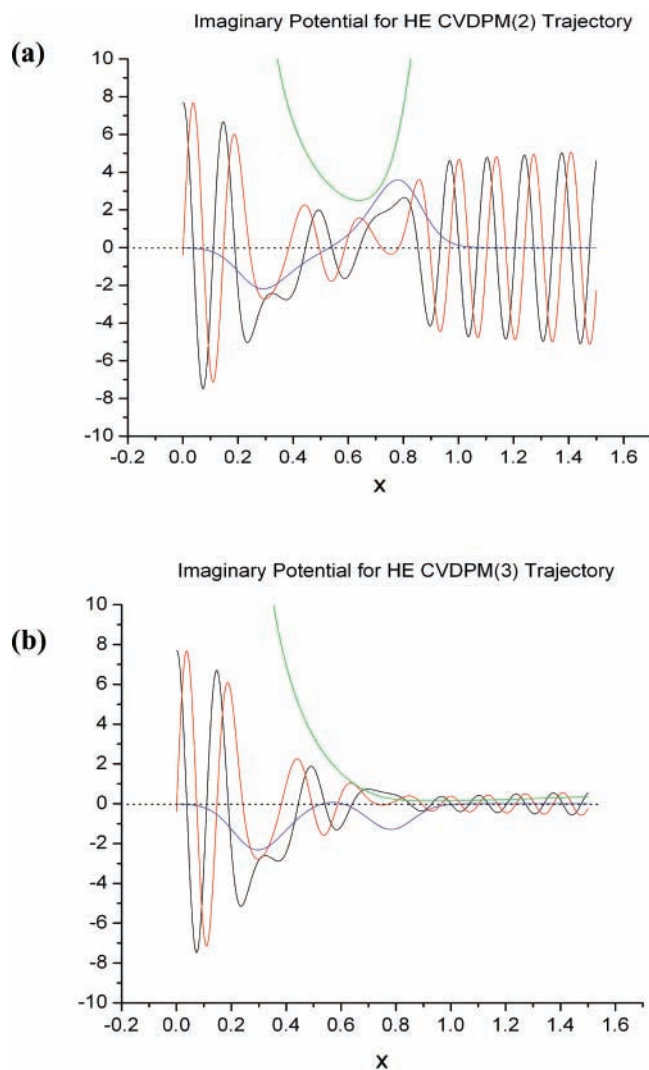 Imaginary Potential for HE CVDPM(2) Trajectory
(a)
10
8
6
4
2
0
-2
-4
-6
-8
-10
-0.2 0.0 0.2 0.4 0.6 0.8 1.0 1.2 1.4 1.6
X
Imaginary Potential for HE CVDPM(3) Trajectory
(b)
10
8
6
4
2
0
-2
-4
-6
-8
-10
-0.2 0.0 0.2 0.4 0.6 0.8 1.0 1.2 1.4 1.6
X